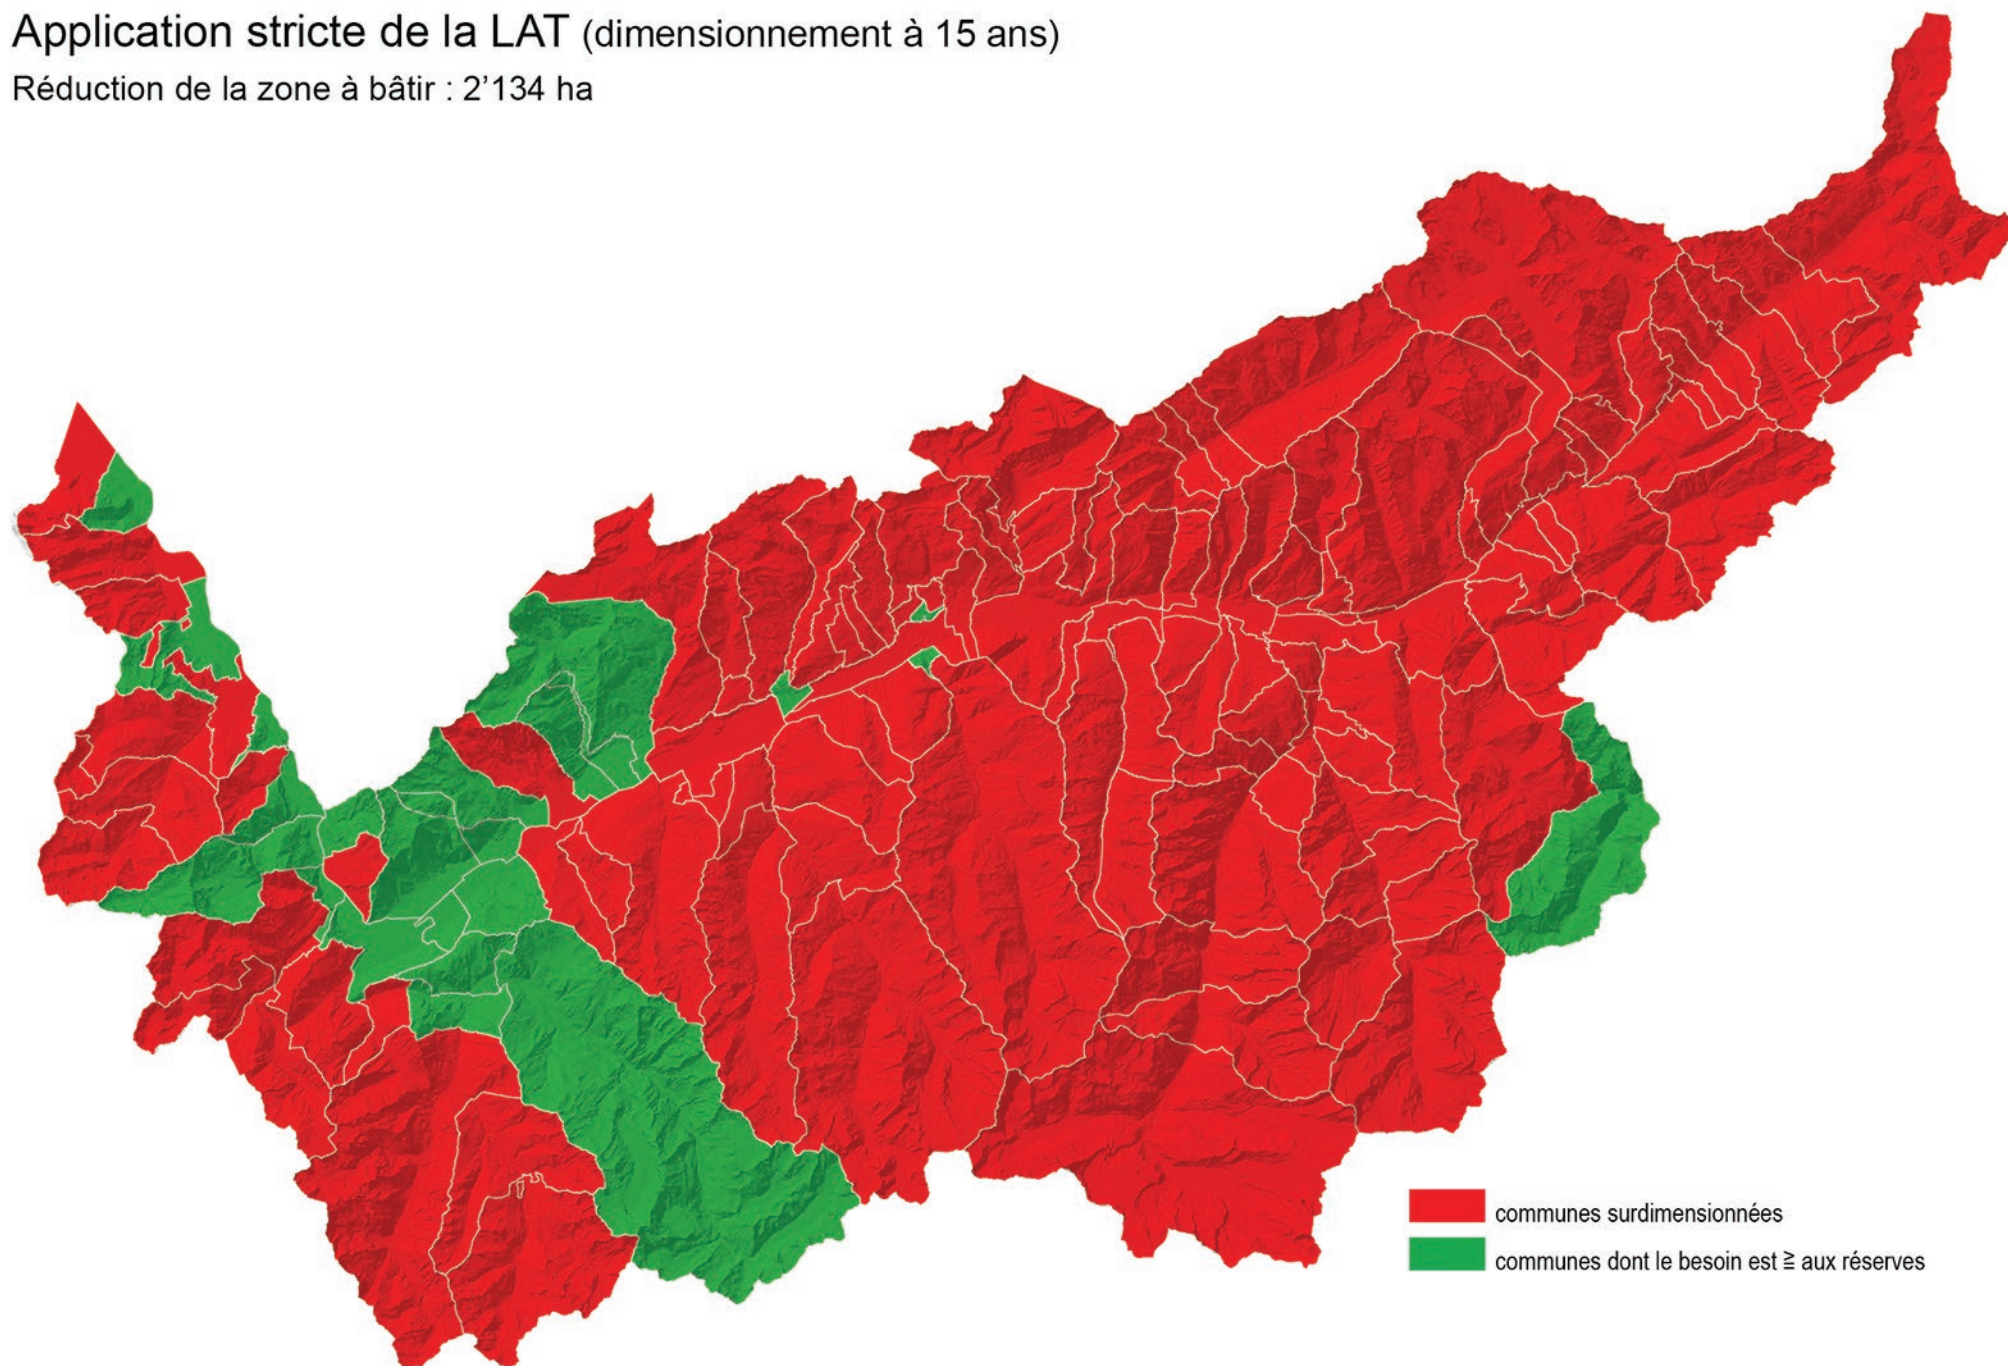 Application stricte de la LAT (dimensionnement à 15 ans)
Réduction de la zone à bâtir : 2’134 ha
communes surdimensionnées
communes dont le besoin est ≧ aux réserves